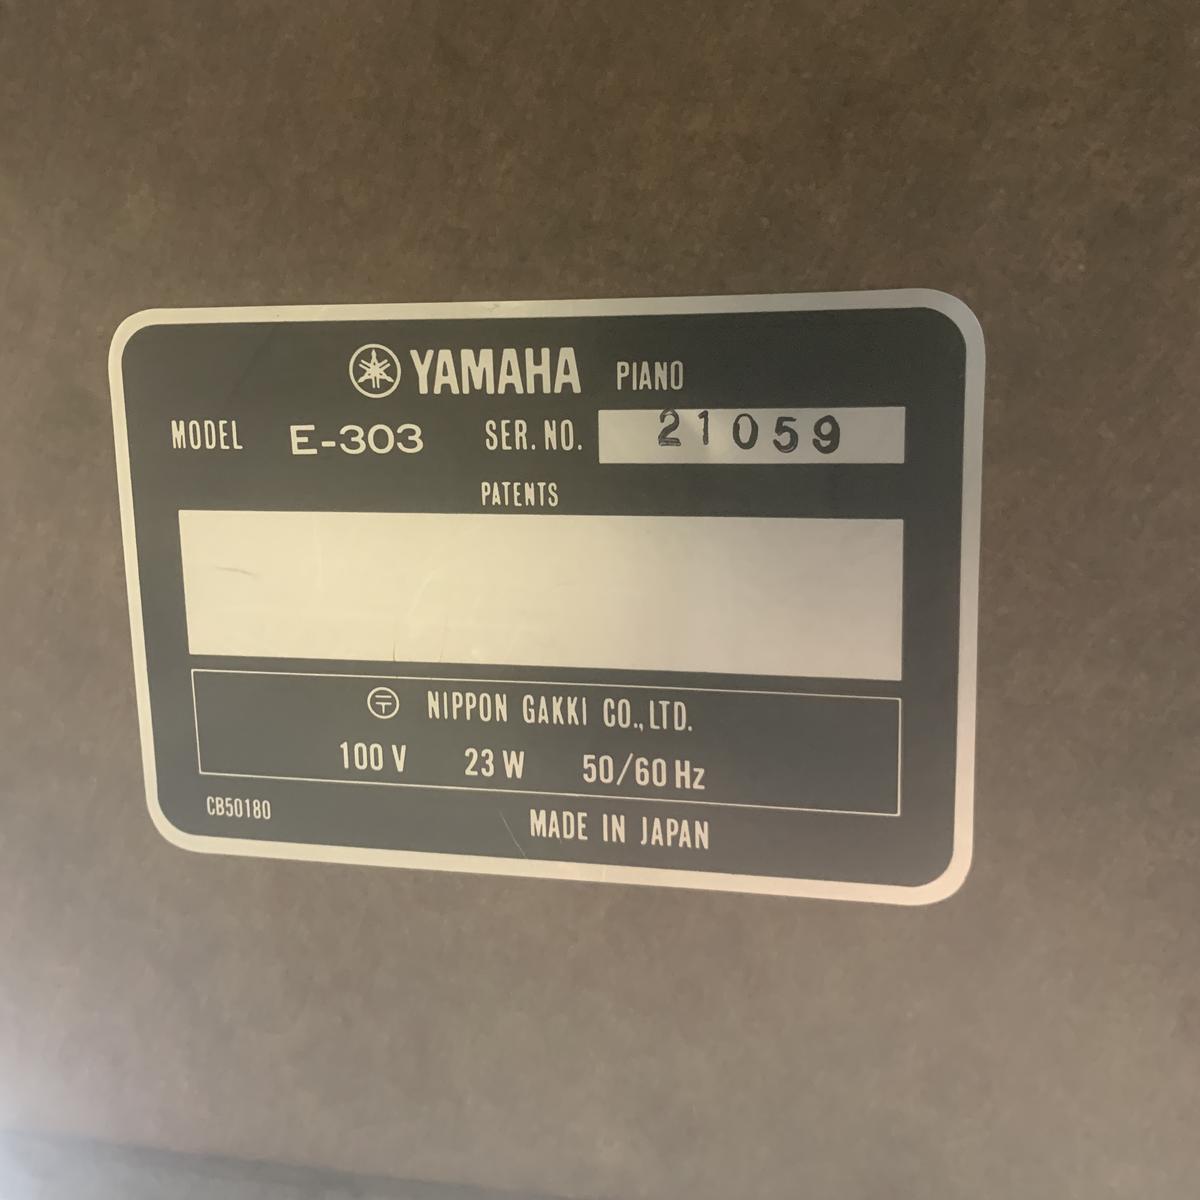 YAMAHA PIANO
MODEL E-303 SER. NO. 21059
PATENTS
NIPPON GAKKI CO., LTD.
100 V 23 W 50/60 Hz
CB50180
MADE IN JAPAN